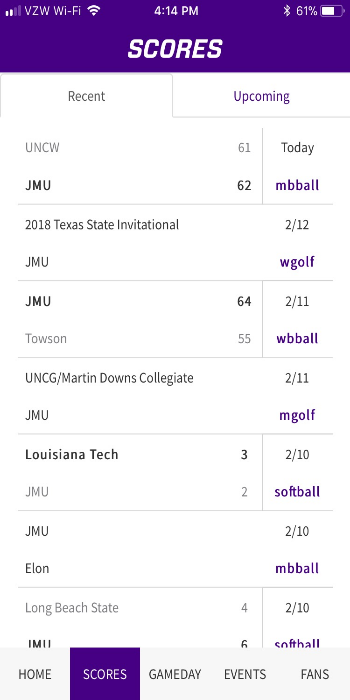 VZW Wi-Fi 4:14 PM 61%
SCORES
Recent Upcoming
UNCW 61 Today
JMU 62 mbball
2018 Texas State Invitational 2/12
JMU wgolf
JMU 64 2/11
Towson 55 wbball
UNCG/Martin Downs Collegiate 2/11
JMU mgolf
Louisiana Tech 3 2/10
JMU 2 softball
JMU 2/10
Elon mbball
Long Beach State 4 2/10
JMU 6 softball
HOME SCORES GAMEDAY EVENTS FANS